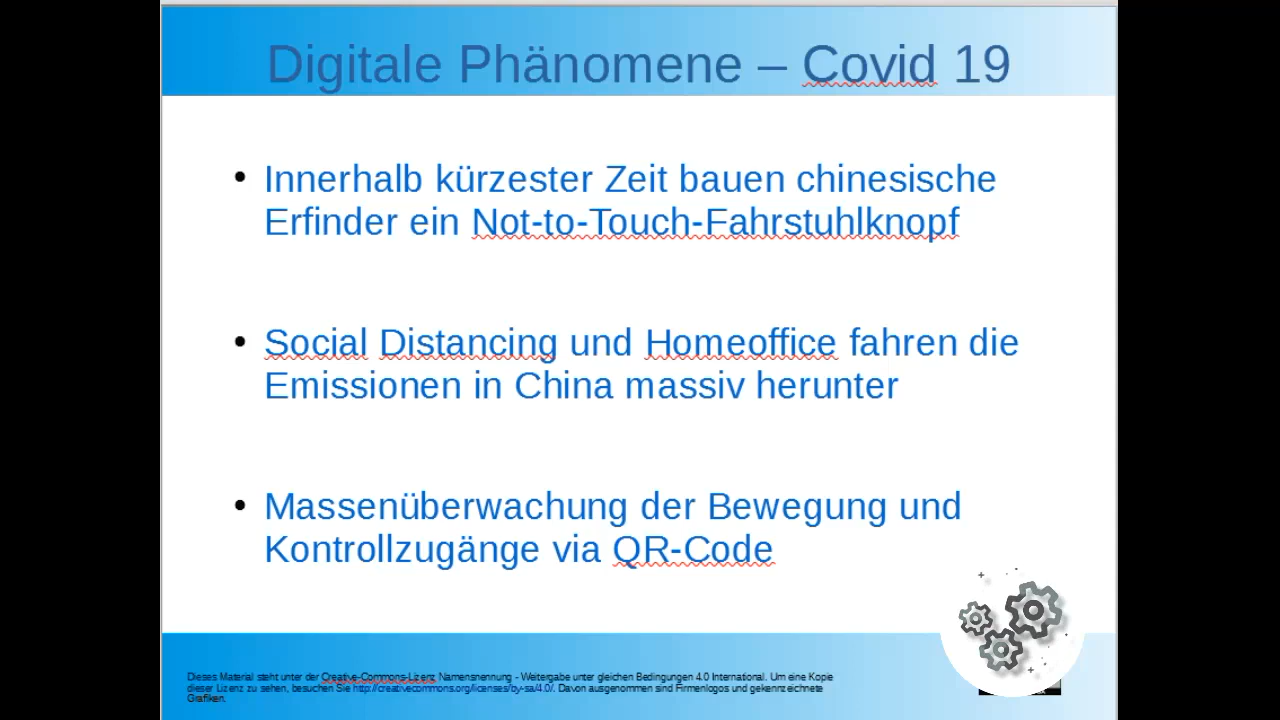 Digitale Phänomene – Covid 19
• Innerhalb kürzester Zeit bauen chinesische
Erfinder ein Not-to-Touch-Fahrstuhlknopf
• Social Distancing und Homeoffice fahren die
Emissionen in China massiv herunter
• Massenüberwachung der Bewegung und
Kontrollzugänge via QR-Code
Dieses Material steht unter der Creative-Commons-Lizenz Namensnennung - Weitergabe unter gleichen Bedingungen 4.0 International. Um eine Kopie
dieser Lizenz zu sehen, besuchen Sie http://creativecommons.org/licenses/by-sa/4.0/. Davon ausgenommen sind Firmenlogos und gekennzeichnete
Grafiken.